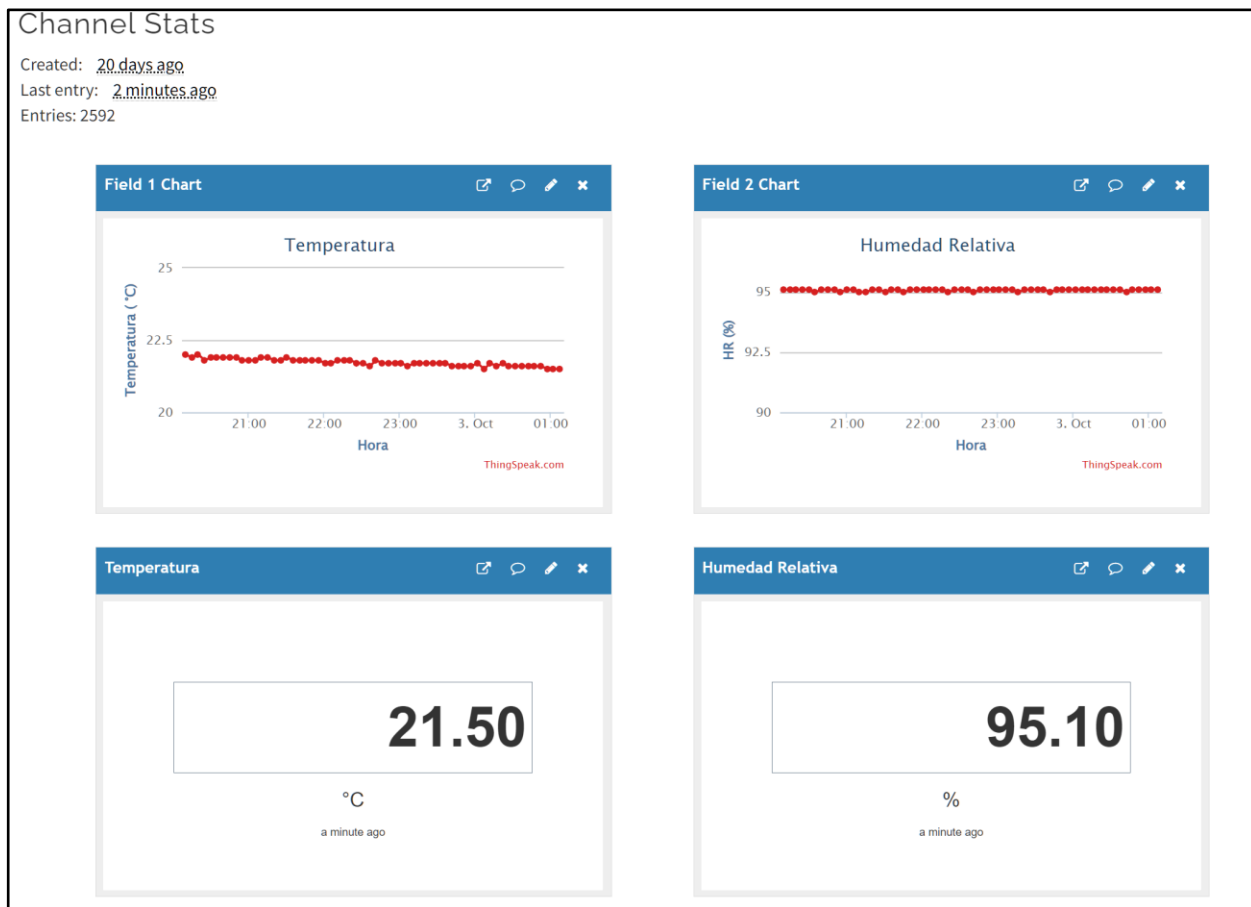 Channel Stats
Created: 20 days ago
Last entry: 2 minutes ago
Entries: 2592
Field 1 Chart
Temperatura
Temperatura ( °C)
25
22.5
20
21:00 22:00 23:00 3. Oct 01:00
Hora
ThingSpeak.com
Field 2 Chart
Humedad Relativa
HR (%)
95
92.5
90
21:00 22:00 23:00 3. Oct 01:00
Hora
ThingSpeak.com
Temperatura
21.50
°C
a minute ago
Humedad Relativa
95.10
%
a minute ago